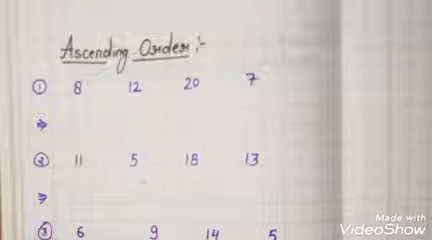 Ascending Order :-
① 8 12 20 7
⇒
② 11 5 18 13
⇒
③ 6 9 14 5
Made with
VideoShow